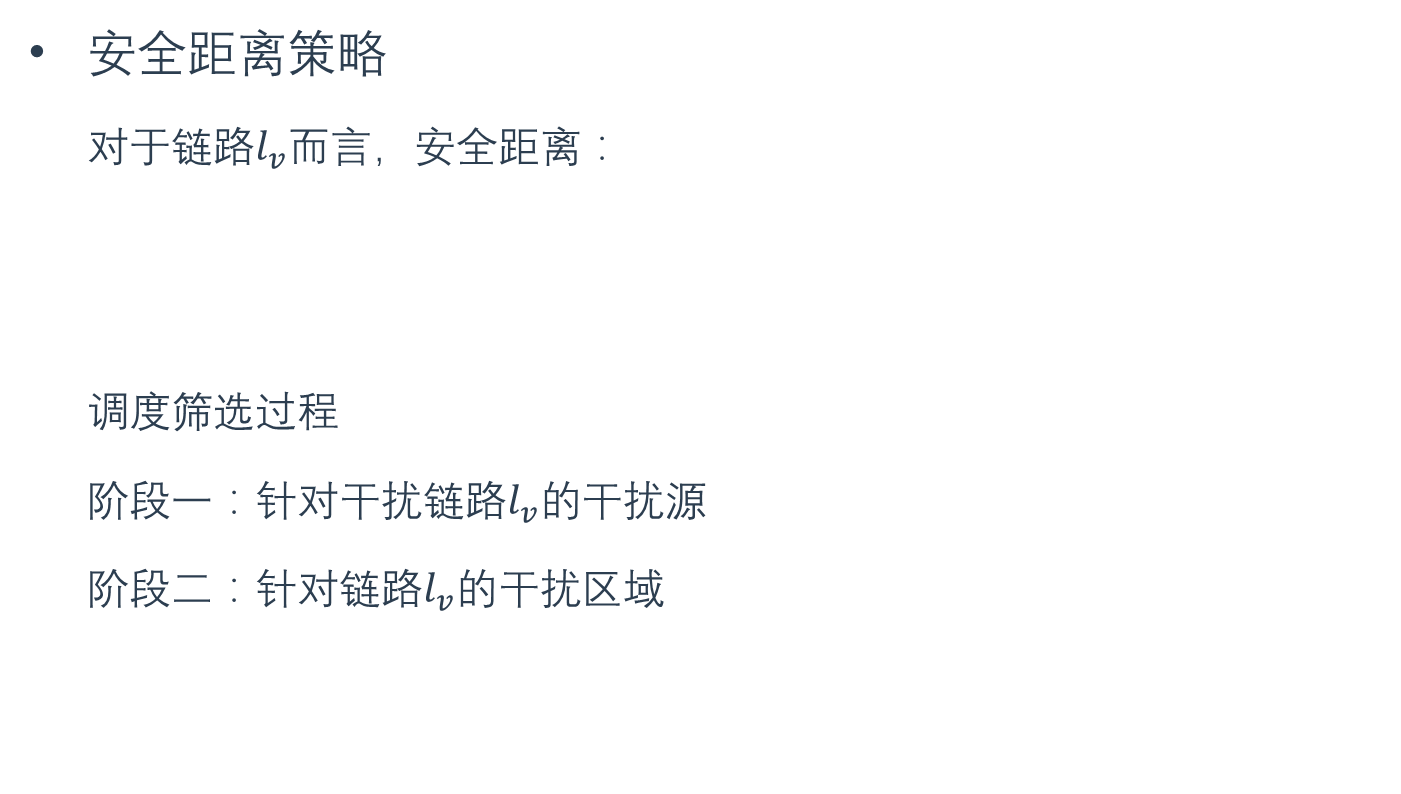 • 安全距离策略
对于链路l_v而言，安全距离：
调度筛选过程
阶段一：针对干扰链路l_v的干扰源
阶段二：针对链路l_v的干扰区域